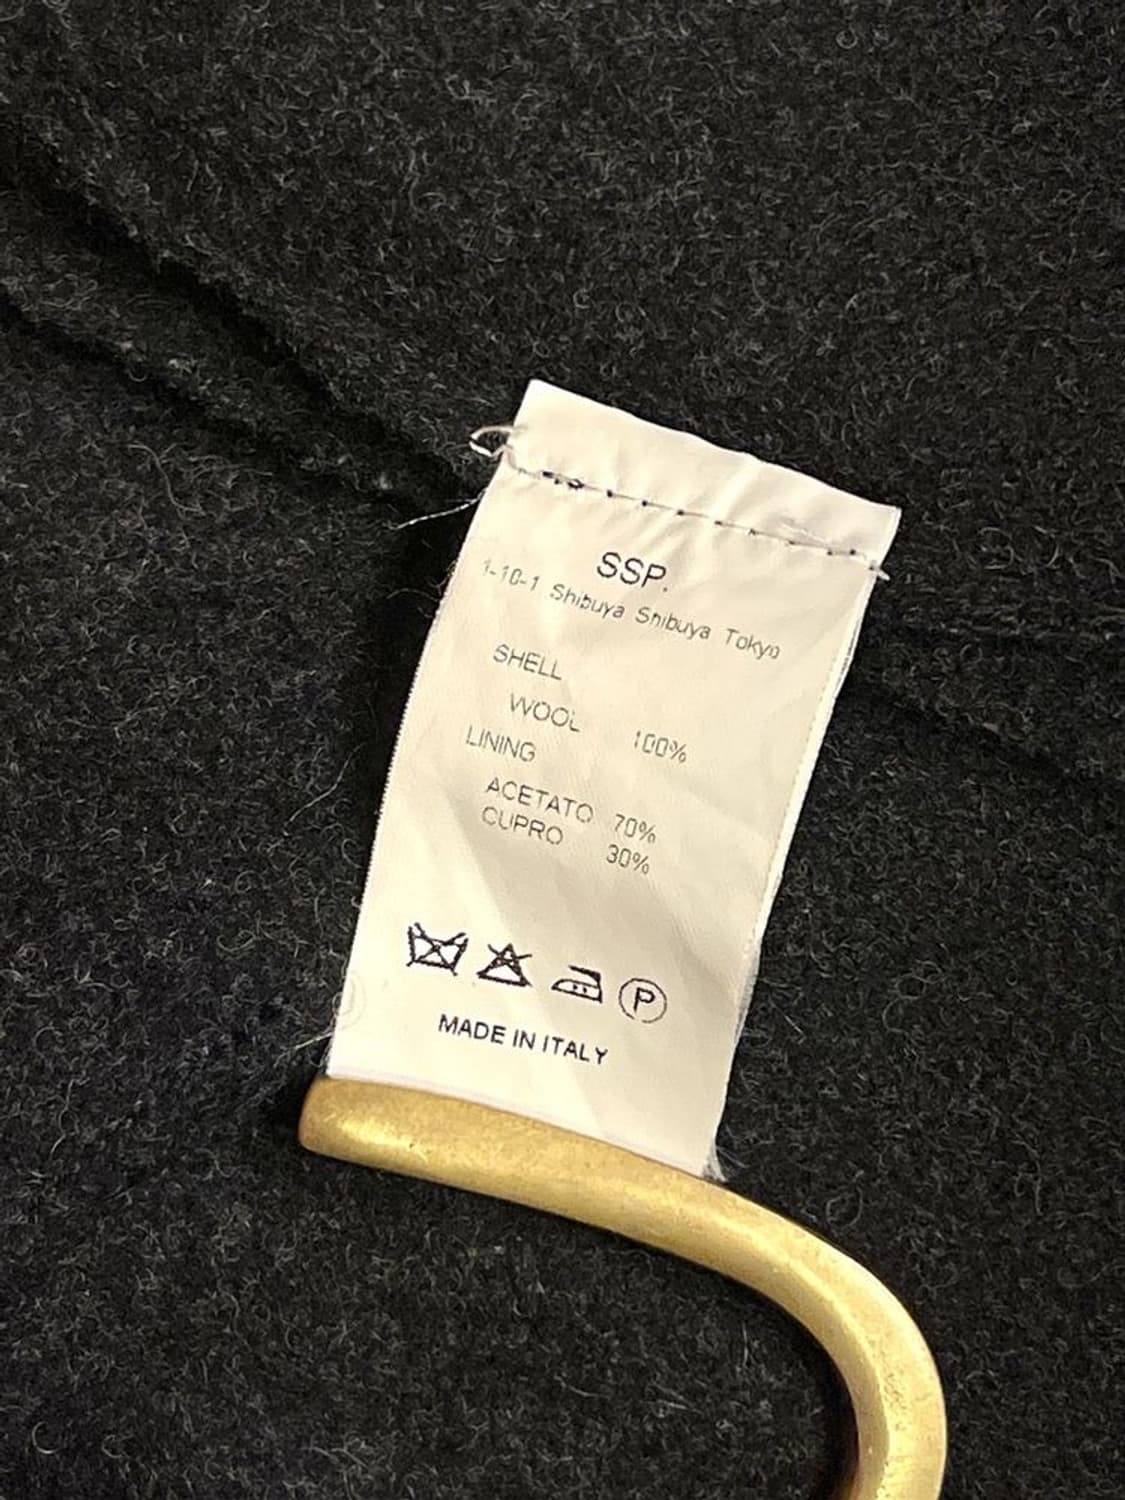 SSP.
1-10-1 Shibuya Shibuya Tokyo
SHELL
WOOL 100%
LINING
ACETATO 70%
CUPRO 30%
P
MADE IN ITALY